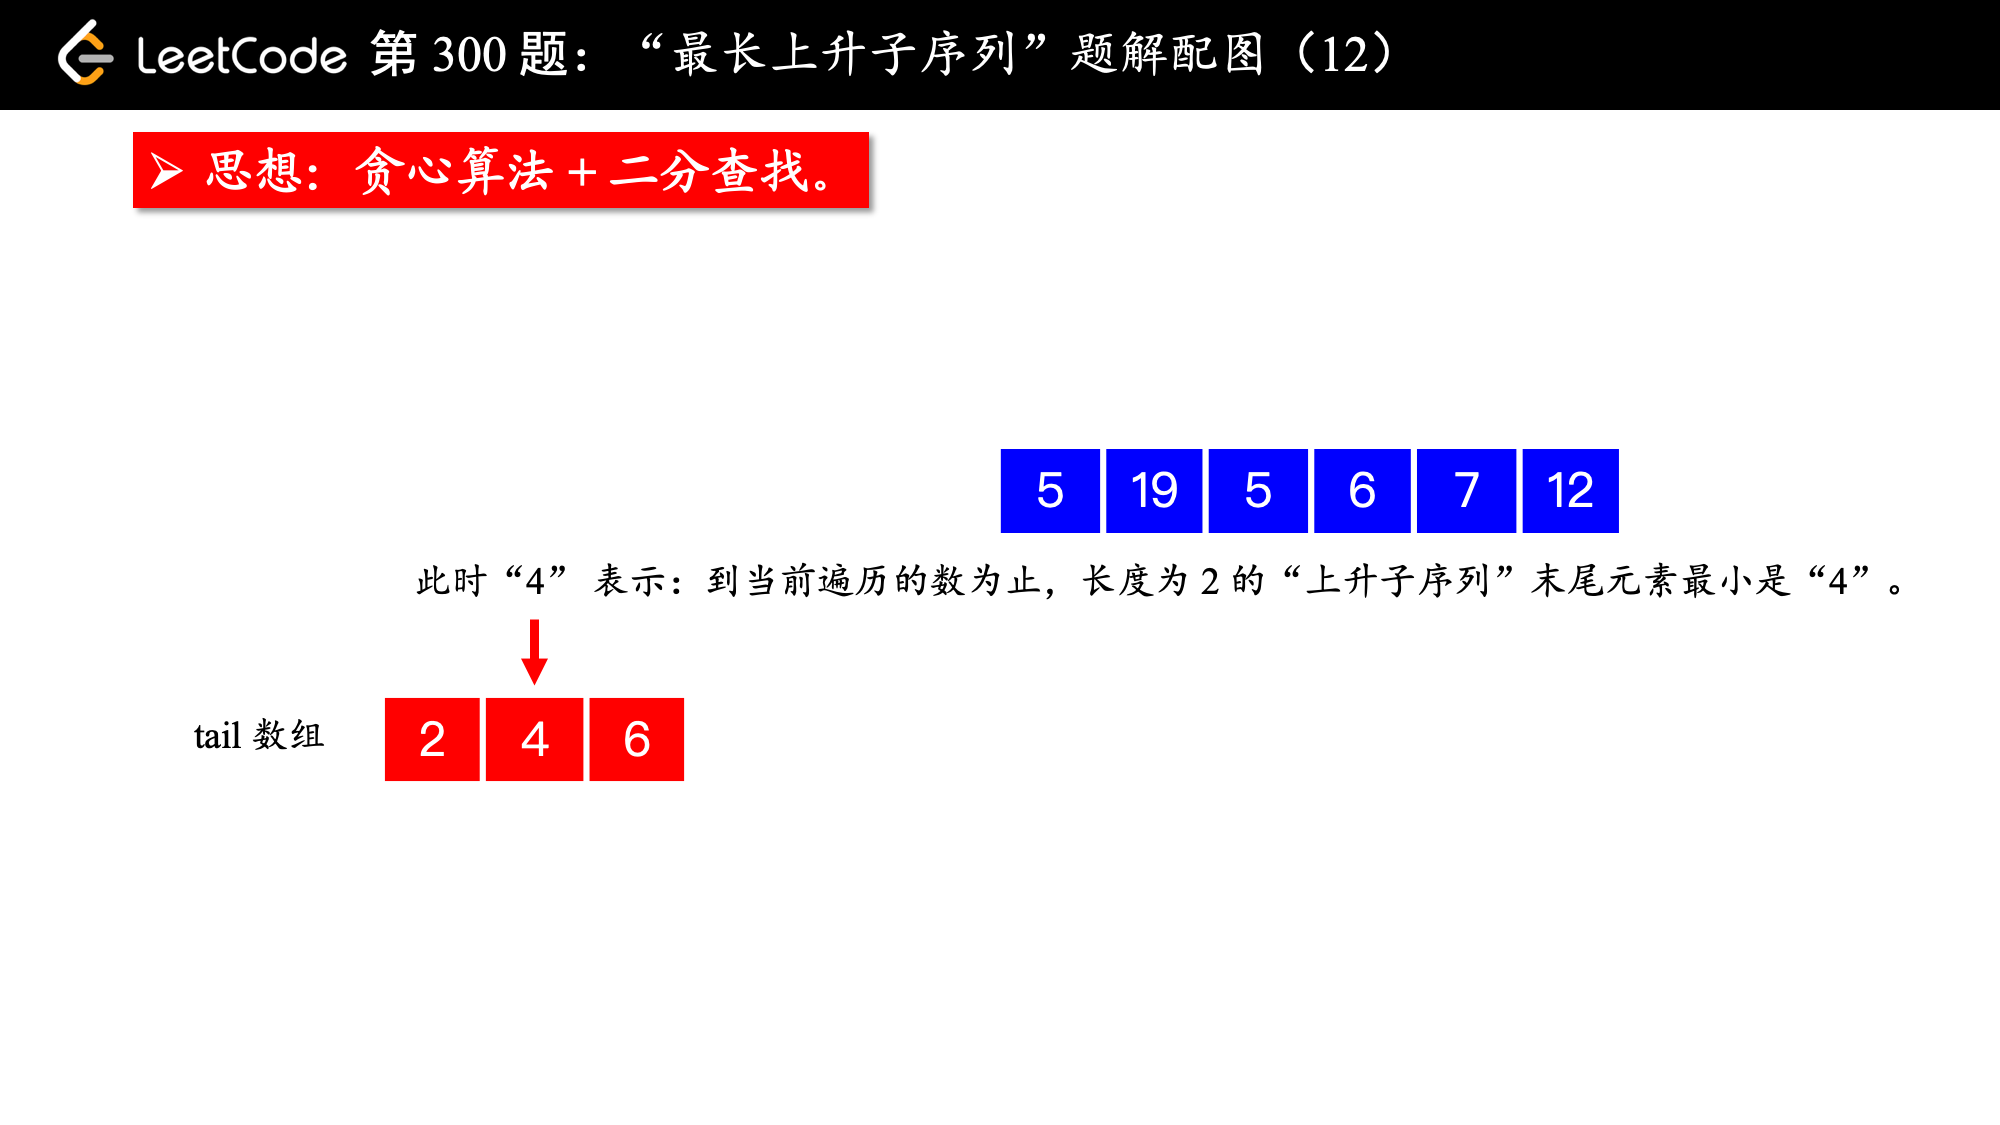 LeetCode 第 300 题：“最长上升子序列”题解配图（12）
➢ 思想：贪心算法 + 二分查找。
5 19 5 6 7 12
此时“4” 表示：到当前遍历的数为止，长度为 2 的“上升子序列”末尾元素最小是“4”。
tail 数组 2 4 6